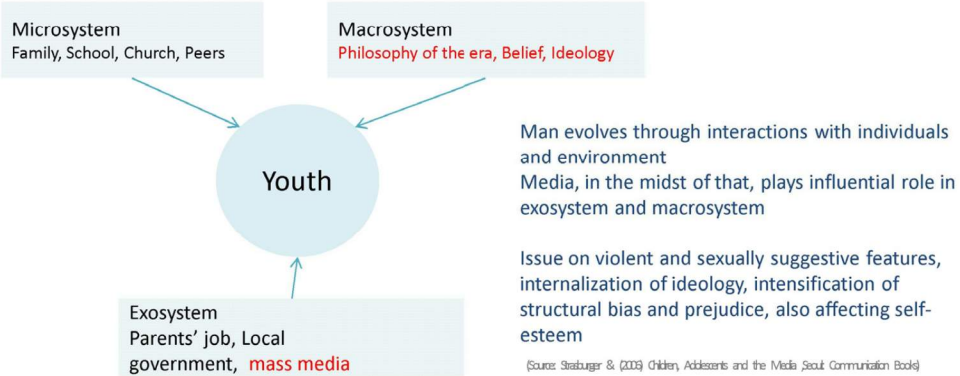 Microsystem
Family, School, Church, Peers
Macrosystem
Philosophy of the era, Belief, Ideology
Youth
Exosystem
Parents' job, Local
government, mass media
Man evolves through interactions with individuals
and environment
Media, in the midst of that, plays influential role in
exosystem and macrosystem
Issue on violent and sexually suggestive features,
internalization of ideology, intensification of
structural bias and prejudice, also affecting self-
esteem
(Source: Strasburger & (2006) Children, Adolescents and the Media, Seoul: Communication Books)